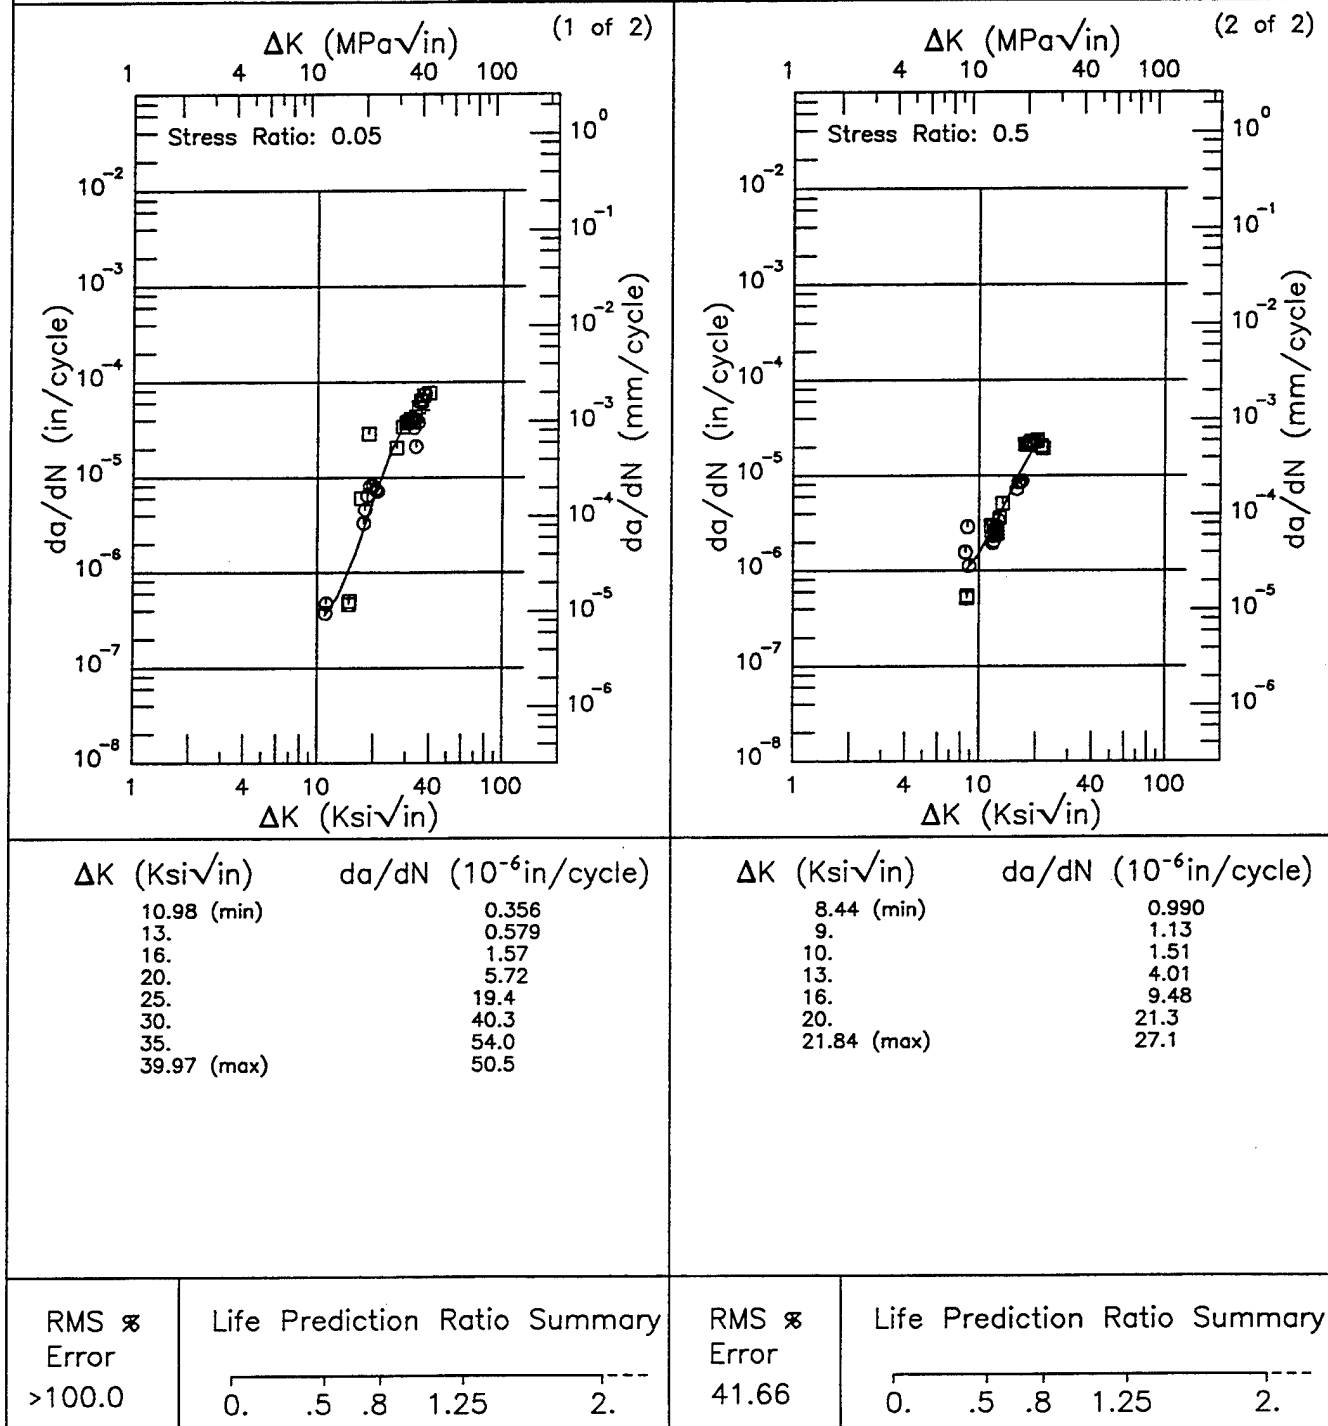 (1 of 2)
ΔK (MPa√in)
1 4 10 40 100
Stress Ratio: 0.05
10⁻²
10⁻³
10⁻⁴
10⁻⁵
10⁻⁶
10⁻⁷
10⁻⁸
da/dN (in/cycle)
10⁰
10⁻¹
10⁻²
10⁻³
10⁻⁴
10⁻⁵
10⁻⁶
da/dN (mm/cycle)
1 4 10 40 100
ΔK (Ksi√in)
ΔK (Ksi√in) da/dN (10⁻⁶in/cycle)
10.98 (min) 0.356
13. 0.579
16. 1.57
20. 5.72
25. 19.4
30. 40.3
35. 54.0
39.97 (max) 50.5
RMS %
Error
>100.0
Life Prediction Ratio Summary
0. .5 .8 1.25 2.
(2 of 2)
ΔK (MPa√in)
1 4 10 40 100
Stress Ratio: 0.5
10⁻²
10⁻³
10⁻⁴
10⁻⁵
10⁻⁶
10⁻⁷
10⁻⁸
da/dN (in/cycle)
10⁰
10⁻¹
10⁻²
10⁻³
10⁻⁴
10⁻⁵
10⁻⁶
da/dN (mm/cycle)
1 4 10 40 100
ΔK (Ksi√in)
ΔK (Ksi√in) da/dN (10⁻⁶in/cycle)
8.44 (min) 0.990
9. 1.13
10. 1.51
13. 4.01
16. 9.48
20. 21.3
21.84 (max) 27.1
RMS %
Error
41.66
Life Prediction Ratio Summary
0. .5 .8 1.25 2.